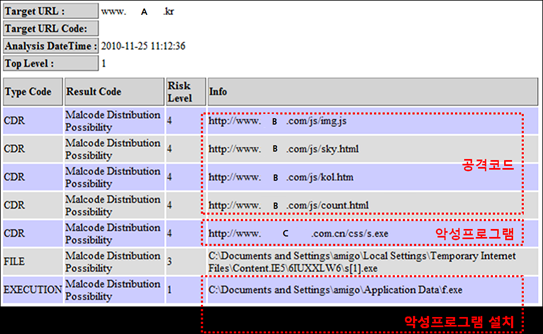 Target URL : www. A .kr
Target URL Code:
Analysis DateTime : 2010-11-25 11:12:36
Top Level : 1
Type Code Result Code Risk Level Info
CDR Malcode Distribution Possibility 4 http://www. B .com/js/img.js
CDR Malcode Distribution Possibility 4 http://www. B .com/js/sky.html
공격코드
CDR Malcode Distribution Possibility 4 http://www. B .com/js/kol.htm
CDR Malcode Distribution Possibility 4 http://www. B .com/js/count.html
CDR Malcode Distribution Possibility 4 http://www. C .com.cn/css/s.exe
악성프로그램
FILE 3 C:\Documents and Settings\amigo\Local Settings\Temporary Internet
Files\Content.IE5\6IUXXLW6\s[1].exe
EXECUTION 1 C:\Documents and Settings\amigo\Application Data\f.exe
악성프로그램 설치